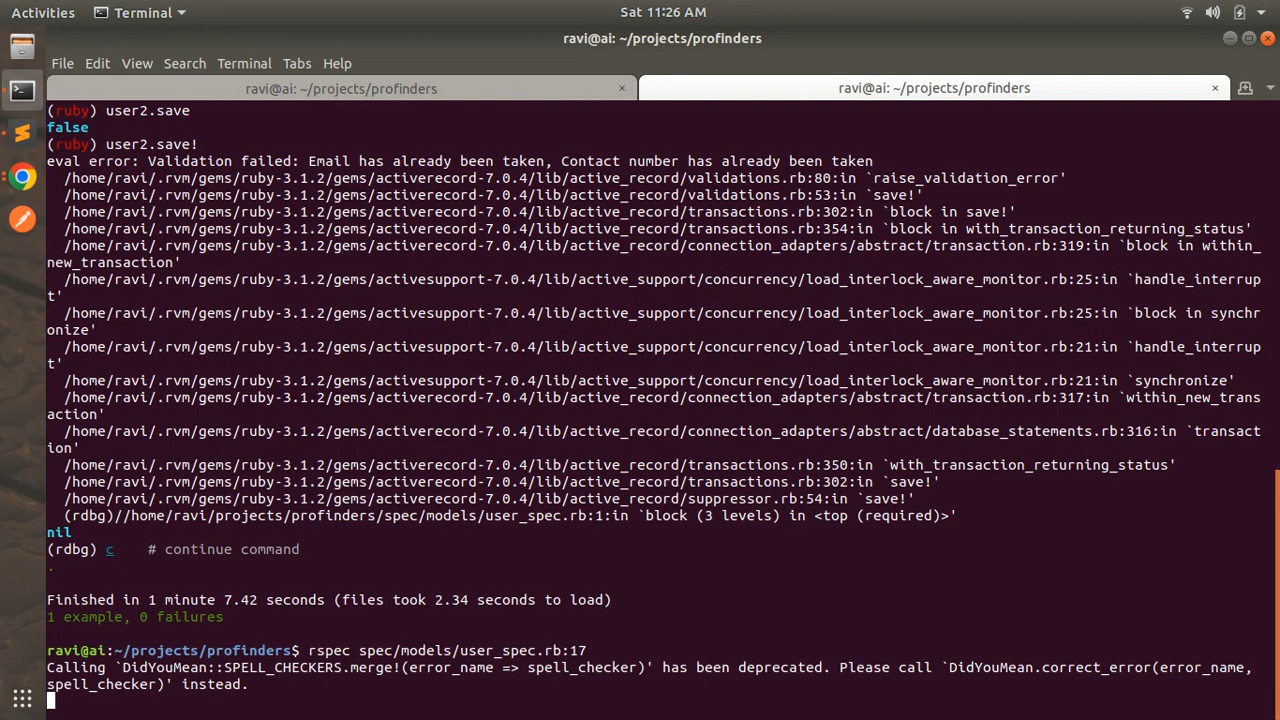 Activities
Terminal
Sat 11:26 AM
ravi@ai: ~/projects/profinders
File Edit View Search Terminal Tabs Help
ravi@ai: ~/projects/profinders × ravi@ai: ~/projects/profinders ×
(ruby) user2.save
false
(ruby) user2.save!
eval error: Validation failed: Email has already been taken, Contact number has already been taken
  /home/ravi/.rvm/gems/ruby-3.1.2/gems/activerecord-7.0.4/lib/active_record/validations.rb:80:in `raise_validation_error'
  /home/ravi/.rvm/gems/ruby-3.1.2/gems/activerecord-7.0.4/lib/active_record/validations.rb:53:in `save!'
  /home/ravi/.rvm/gems/ruby-3.1.2/gems/activerecord-7.0.4/lib/active_record/transactions.rb:302:in `block in save!'
  /home/ravi/.rvm/gems/ruby-3.1.2/gems/activerecord-7.0.4/lib/active_record/transactions.rb:354:in `block in with_transaction_returning_status'
  /home/ravi/.rvm/gems/ruby-3.1.2/gems/activerecord-7.0.4/lib/active_record/connection_adapters/abstract/transaction.rb:319:in `block in within_
new_transaction'
  /home/ravi/.rvm/gems/ruby-3.1.2/gems/activesupport-7.0.4/lib/active_support/concurrency/load_interlock_aware_monitor.rb:25:in `handle_interrup
t'
  /home/ravi/.rvm/gems/ruby-3.1.2/gems/activesupport-7.0.4/lib/active_support/concurrency/load_interlock_aware_monitor.rb:25:in `block in synchr
onize'
  /home/ravi/.rvm/gems/ruby-3.1.2/gems/activesupport-7.0.4/lib/active_support/concurrency/load_interlock_aware_monitor.rb:21:in `handle_interrup
t'
  /home/ravi/.rvm/gems/ruby-3.1.2/gems/activesupport-7.0.4/lib/active_support/concurrency/load_interlock_aware_monitor.rb:21:in `synchronize'
  /home/ravi/.rvm/gems/ruby-3.1.2/gems/activerecord-7.0.4/lib/active_record/connection_adapters/abstract/transaction.rb:317:in `within_new_trans
action'
  /home/ravi/.rvm/gems/ruby-3.1.2/gems/activerecord-7.0.4/lib/active_record/connection_adapters/abstract/database_statements.rb:316:in `transact
ion'
  /home/ravi/.rvm/gems/ruby-3.1.2/gems/activerecord-7.0.4/lib/active_record/transactions.rb:350:in `with_transaction_returning_status'
  /home/ravi/.rvm/gems/ruby-3.1.2/gems/activerecord-7.0.4/lib/active_record/transactions.rb:302:in `save!'
  /home/ravi/.rvm/gems/ruby-3.1.2/gems/activerecord-7.0.4/lib/active_record/suppressor.rb:54:in `save!'
  (rdbg)//home/ravi/projects/profinders/spec/models/user_spec.rb:1:in `block (3 levels) in <top (required)>'
nil
(rdbg) c    # continue command
.
Finished in 1 minute 7.42 seconds (files took 2.34 seconds to load)
1 example, 0 failures
ravi@ai:~/projects/profinders$ rspec spec/models/user_spec.rb:17
Calling `DidYouMean::SPELL_CHECKERS.merge!(error_name => spell_checker)' has been deprecated. Please call `DidYouMean.correct_error(error_name,
spell_checker)' instead.